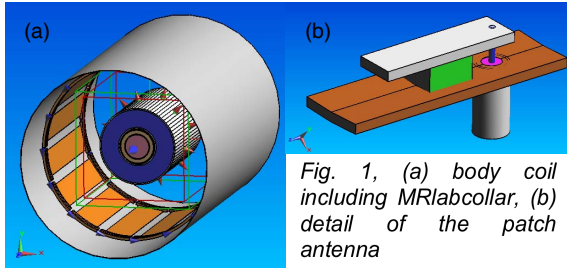 (a)
(b)
Fig. 1, (a) body coil
including MRlabcollar, (b)
detail of the patch
antenna